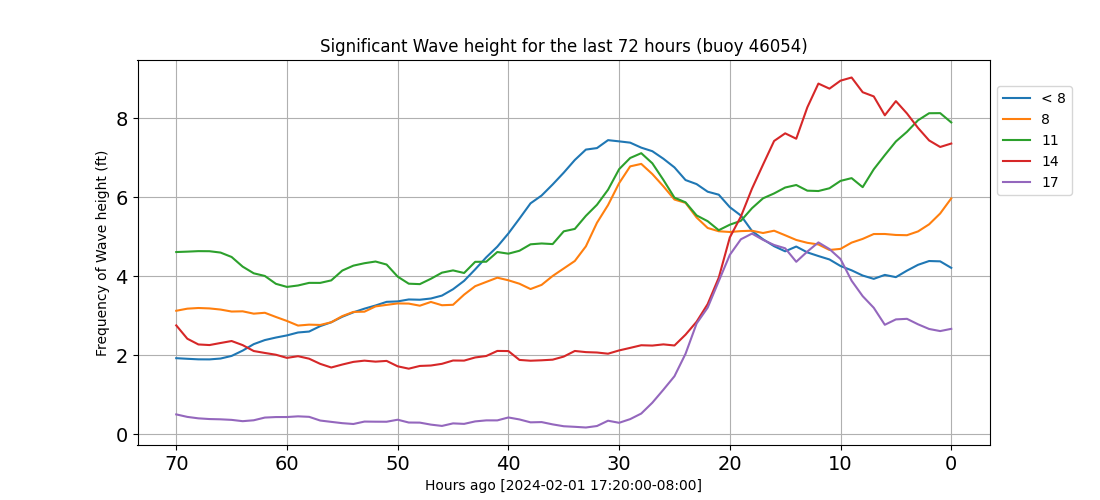 Significant Wave height for the last 72 hours (buoy 46054)
Frequency of Wave height (ft)
8
6
4
2
0
70 60 50 40 30 20 10 0
Hours ago [2024-02-01 17:20:00-08:00]
< 8
8
11
14
17